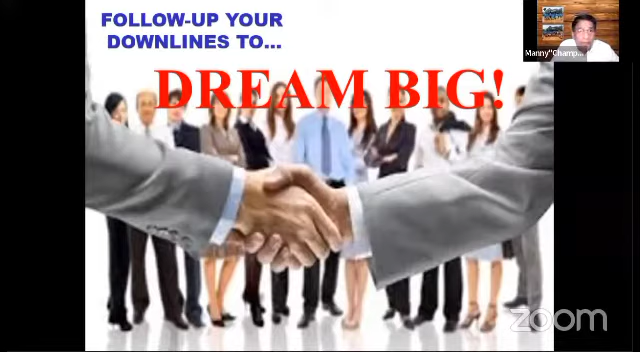 FOLLOW-UP YOUR
DOWNLINES TO...
DREAM BIG!
Manny"Champ...
zoom